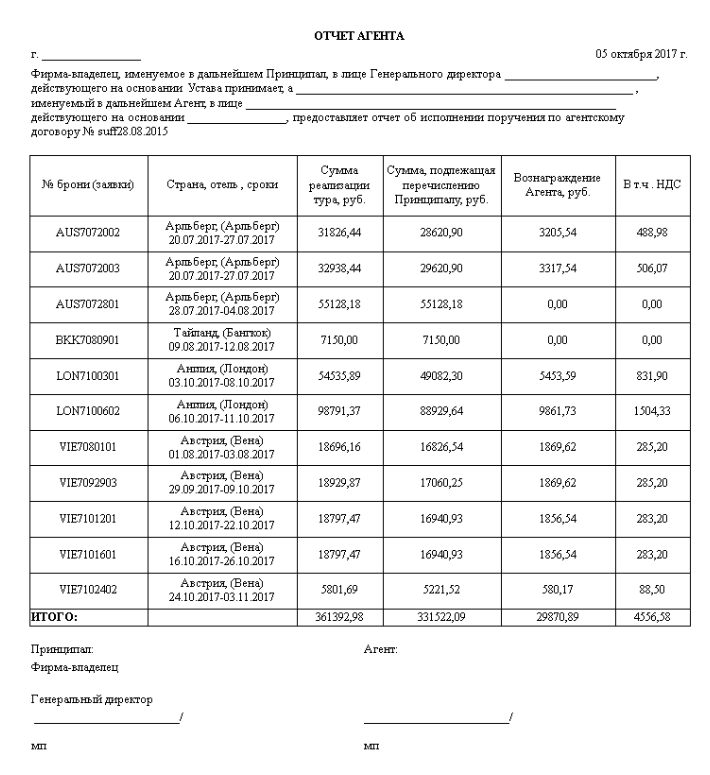 ОТЧЕТ АГЕНТА
г. ________________ 05 октября 2017 г.
Фирма-владелец, именуемое в дальнейшем Принципал, в лице Генерального директора _________________________,
действующего на основании Устава принимает, а ________________________________________________________ ,
именуемый в дальнейшем Агент, в лице _____________________________________________________________
действующего на основании ________________, предоставляет отчет об исполнении поручения по агентскому
договору № suff28.08.2015
№ брони (заявки) Страна, отель , сроки Сумма реализации тура, руб. Сумма, подлежащая перечислению Принципалу, руб. Вознаграждение Агента, руб. В т.ч . НДС
AUS7072002 Арльберг, (Арльберг) 20.07.2017-27.07.2017 31826,44 28620,90 3205,54 488,98
AUS7072003 Арльберг, (Арльберг) 20.07.2017-27.07.2017 32938,44 29620,90 3317,54 506,07
AUS7072801 Арльберг, (Арльберг) 28.07.2017-04.08.2017 55128,18 55128,18 0,00 0,00
BKK7080901 Тайланд, (Бангкок) 09.08.2017-12.08.2017 7150,00 7150,00 0,00 0,00
LON7100301 Англия, (Лондон) 03.10.2017-08.10.2017 54535,89 49082,30 5453,59 831,90
LON7100602 Англия, (Лондон) 06.10.2017-11.10.2017 98791,37 88929,64 9861,73 1504,33
VIE7080101 Австрия, (Вена) 01.08.2017-03.08.2017 18696,16 16826,54 1869,62 285,20
VIE7092903 Австрия, (Вена) 29.09.2017-09.10.2017 18929,87 17060,25 1869,62 285,20
VIE7101201 Австрия, (Вена) 12.10.2017-22.10.2017 18797,47 16940,93 1856,54 283,20
VIE7101601 Австрия, (Вена) 16.10.2017-26.10.2017 18797,47 16940,93 1856,54 283,20
VIE7102402 Австрия, (Вена) 24.10.2017-03.11.2017 5801,69 5221,52 580,17 88,50
ИТОГО: 361392,98 331522,09 29870,89 4556,58
Принципал: Агент:
Фирма-владелец
Генеральный директор
________________________/ ________________________/
мп мп